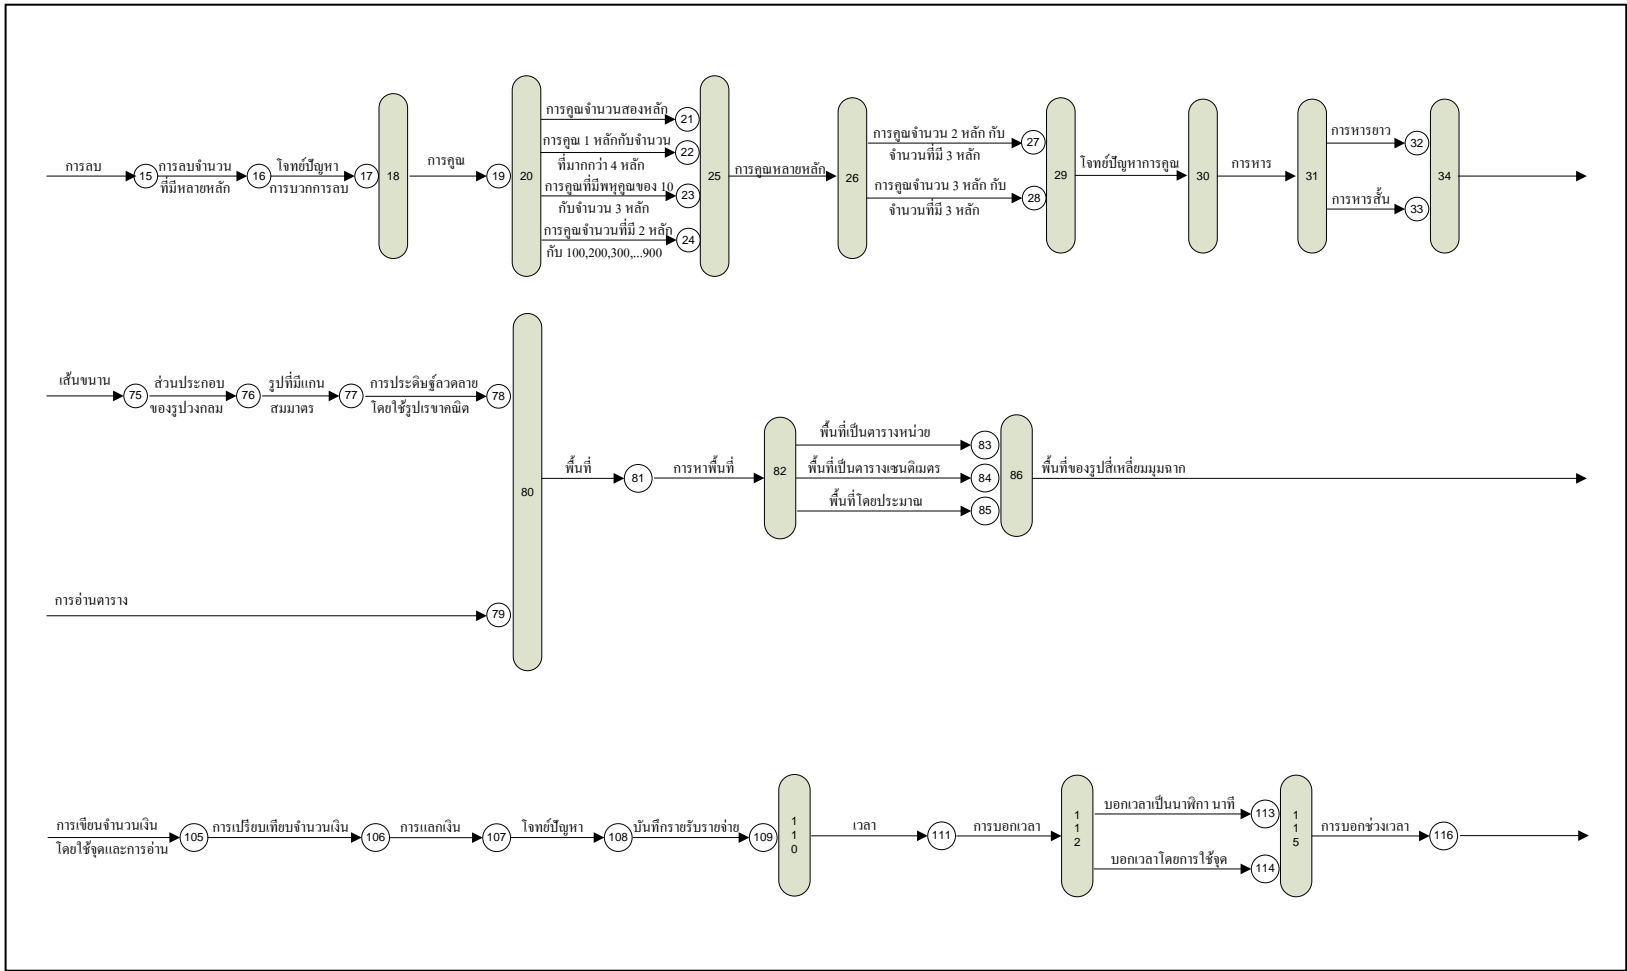 การลบ
15
การลบจำนวน
ที่มีหลายหลัก
16
โจทย์ปัญหา
การบวกการลบ
17
18
การคูณ
19
20
การคูณจำนวนสองหลัก
21
การคูณ 1 หลักกับจำนวน
ที่มากกว่า 4 หลัก
22
การคูณที่มีพหุคูณของ 10
กับจำนวน 3 หลัก
23
การคูณจำนวนที่มี 2 หลัก
กับ 100,200,300,...900
24
25
การคูณหลายหลัก
26
การคูณจำนวน 2 หลัก กับ
จำนวนที่มี 3 หลัก
27
การคูณจำนวน 3 หลัก กับ
จำนวนที่มี 3 หลัก
28
29
โจทย์ปัญหาการคูณ
30
การหาร
31
การหารยาว
32
การหารสั้น
33
34
เส้นขนาน
75
ส่วนประกอบ
ของรูปวงกลม
76
รูปที่มีแกน
สมมาตร
77
การประดิษฐ์ลวดลาย
โดยใช้รูปเรขาคณิต
78
การอ่านตาราง
79
80
พื้นที่
81
การหาพื้นที่
82
พื้นที่เป็นตารางหน่วย
83
พื้นที่เป็นตารางเซนติเมตร
84
พื้นที่โดยประมาณ
85
86
พื้นที่ของรูปสี่เหลี่ยมมุมฉาก
การเขียนจำนวนเงิน
โดยใช้จุดและการอ่าน
105
การเปรียบเทียบจำนวนเงิน
106
การแลกเงิน
107
โจทย์ปัญหา
108
บันทึกรายรับรายจ่าย
109
1
1
0
เวลา
111
การบอกเวลา
1
1
2
บอกเวลาเป็นนาฬิกา นาที
113
บอกเวลาโดยการใช้จุด
114
1
1
5
การบอกช่วงเวลา
116